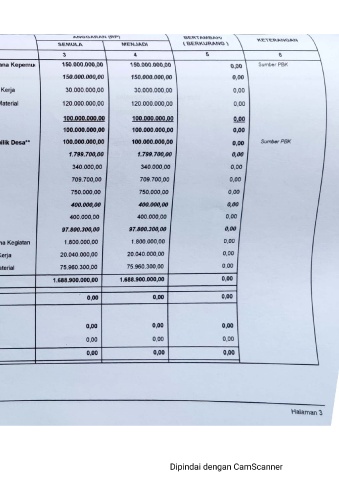 ANGGARAN (RP) BERTAMBAH/ KETERANGAN
SEMULA MENJADI (BERKURANG)
3 4 5 6
150.000.000,00 150.000.000,00 0,00 Sumber PBK
150.000.000,00 150.000.000,00 0,00
Kerja 30.000.000,00 30.000.000,00 0,00
Material 120.000.000,00 120.000.000,00 0,00
100.000.000,00 100.000.000,00 0,00
100.000.000,00 100.000.000,00 0,00
ilik Desa** 100.000.000,00 100.000.000,00 0,00 Sumber PBK
1.799.700,00 1.799.700,00 0,00
340.000,00 340.000,00 0,00
709.700,00 709.700,00 0,00
750.000,00 750.000,00 0,00
400.000,00 400.000,00 0,00
400.000,00 400.000,00 0,00
97.800.300,00 97.800.300,00 0,00
na Kegiatan 1.800.000,00 1.800.000,00 0,00
Kerja 20.040.000,00 20.040.000,00 0,00
aterial 75.960.300,00 75.960.300,00 0,00
1.688.900.000,00 1.688.900.000,00 0,00
0,00 0,00 0,00
0,00 0,00 0,00
0,00 0,00 0,00
0,00 0,00 0,00
Halaman 3
Dipindai dengan CamScanner